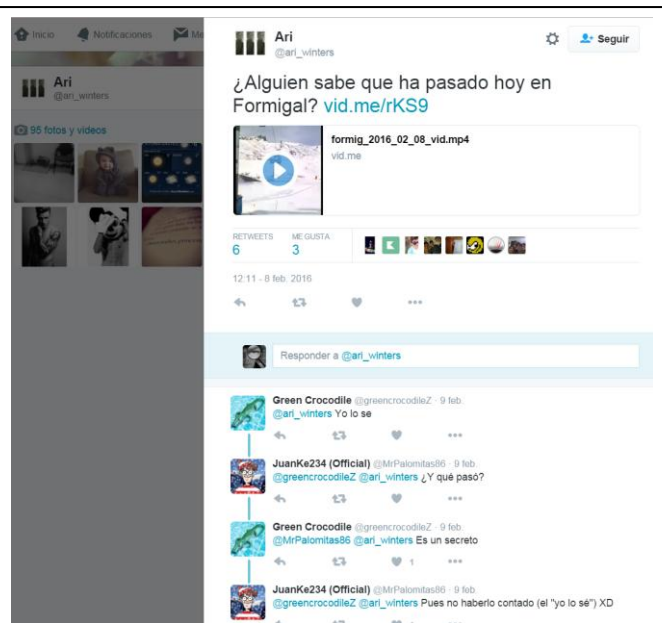 Inicio Notificaciones Me
Ari
@ari_winters
95 fotos y vídeos
Ari
@ari_winters
Seguir
¿Alguien sabe que ha pasado hoy en
Formigal? vid.me/rKS9
formig_2016_02_08_vid.mp4
vid.me
RETWEETS ME GUSTA
6 3
12:11 - 8 feb. 2016
Responder a @ari_winters
Green Crocodile @greencrocodileZ · 9 feb.
@ari_winters Yo lo se
JuanKe234 (Official) @MrPalomitas86 · 9 feb.
@greencrocodileZ @ari_winters ¿Y qué pasó?
Green Crocodile @greencrocodileZ · 9 feb.
@MrPalomitas86 @ari_winters Es un secreto
1
JuanKe234 (Official) @MrPalomitas86 · 9 feb.
@greencrocodileZ @ari_winters Pues no haberlo contado (el "yo lo sé") XD